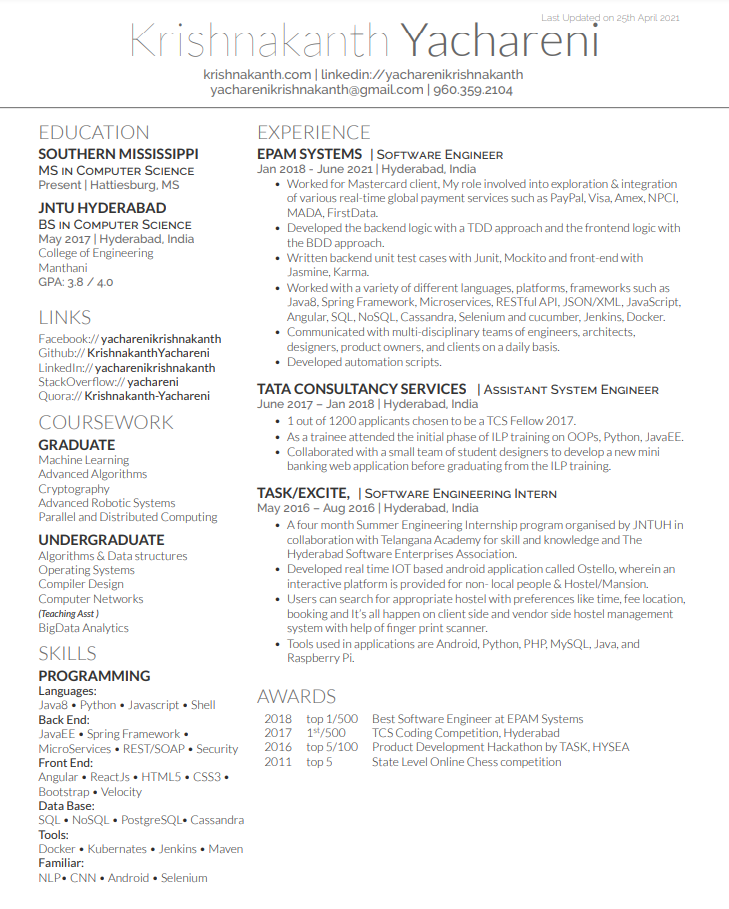 Last Updated on 25th April 2021
Krishnakanth Yachareni
krishnakanth.com | linkedin://yacharenikrishnakanth
yacharenikrishnakanth@gmail.com | 960.359.2104
EDUCATION
SOUTHERN MISSISSIPPI
MS IN COMPUTER SCIENCE
Present | Hattiesburg, MS
JNTU HYDERABAD
BS IN COMPUTER SCIENCE
May 2017 | Hyderabad, India
College of Engineering
Manthani
GPA: 3.8 / 4.0
LINKS
Facebook:// yacharenikrishnakanth
Github:// KrishnakanthYachareni
LinkedIn:// yacharenikrishnakanth
StackOverflow:// yachareni
Quora:// Krishnakanth-Yachareni
COURSEWORK
GRADUATE
Machine Learning
Advanced Algorithms
Cryptography
Advanced Robotic Systems
Parallel and Distributed Computing
UNDERGRADUATE
Algorithms & Data structures
Operating Systems
Compiler Design
Computer Networks
(Teaching Asst )
BigData Analytics
SKILLS
PROGRAMMING
Languages:
Java8 • Python • Javascript • Shell
Back End:
JavaEE • Spring Framework •
MicroServices • REST/SOAP • Security
Front End:
Angular • ReactJs • HTML5 • CSS3 •
Bootstrap • Velocity
Data Base:
SQL • NoSQL • PostgreSQL• Cassandra
Tools:
Docker • Kubernates • Jenkins • Maven
Familiar:
NLP• CNN • Android • Selenium
EXPERIENCE
EPAM SYSTEMS | SOFTWARE ENGINEER
Jan 2018 - June 2021 | Hyderabad, India
• Worked for Mastercard client, My role involved into exploration & integration
of various real-time global payment services such as PayPal, Visa, Amex, NPCI,
MADA, FirstData.
• Developed the backend logic with a TDD approach and the frontend logic with
the BDD approach.
• Written backend unit test cases with Junit, Mockito and front-end with
Jasmine, Karma.
• Worked with a variety of different languages, platforms, frameworks such as
Java8, Spring Framework, Microservices, RESTful API, JSON/XML, JavaScript,
Angular, SQL, NoSQL, Cassandra, Selenium and cucumber, Jenkins, Docker.
• Communicated with multi-disciplinary teams of engineers, architects,
designers, product owners, and clients on a daily basis.
• Developed automation scripts.
TATA CONSULTANCY SERVICES | ASSISTANT SYSTEM ENGINEER
June 2017 – Jan 2018 | Hyderabad, India
• 1 out of 1200 applicants chosen to be a TCS Fellow 2017.
• As a trainee attended the initial phase of ILP training on OOPs, Python, JavaEE.
• Collaborated with a small team of student designers to develop a new mini
banking web application before graduating from the ILP training.
TASK/EXCITE, | SOFTWARE ENGINEERING INTERN
May 2016 – Aug 2016 | Hyderabad, India
• A four month Summer Engineering Internship program organised by JNTUH in
collaboration with Telangana Academy for skill and knowledge and The
Hyderabad Software Enterprises Association.
• Developed real time IOT based android application called Ostello, wherein an
interactive platform is provided for non- local people & Hostel/Mansion.
• Users can search for appropriate hostel with preferences like time, fee location,
booking and It's all happen on client side and vendor side hostel management
system with help of finger print scanner.
• Tools used in applications are Android, Python, PHP, MySQL, Java, and
Raspberry Pi.
AWARDS
2018 top 1/500 Best Software Engineer at EPAM Systems
2017 1st/500 TCS Coding Competition, Hyderabad
2016 top 5/100 Product Development Hackathon by TASK, HYSEA
2011 top 5 State Level Online Chess competition